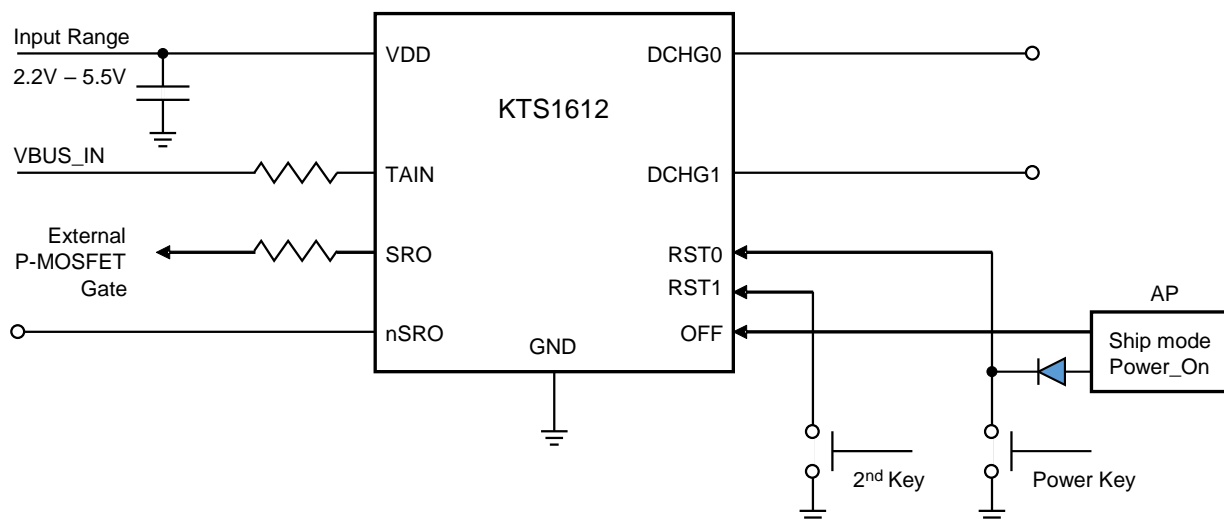 Input Range
2.2V – 5.5V
VDD
DCHG0
KTS1612
VBUS_IN
TAIN
DCHG1
External
P-MOSFET
Gate
SRO
RST0
RST1
AP
nSRO
GND
OFF
Ship mode
Power_On
2nd Key
Power Key